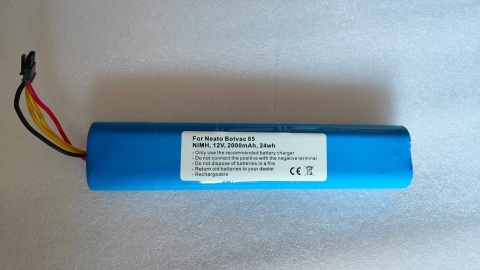 For Neato Botvac 85
NiMH, 12V, 2000mAh, 24wh
- Only use the recommended battery charger
- Do not connect the positive with the negative terminal
- Do not dispose of batteries in a fire
- Return old batteries to your dealer
- Rechargeable